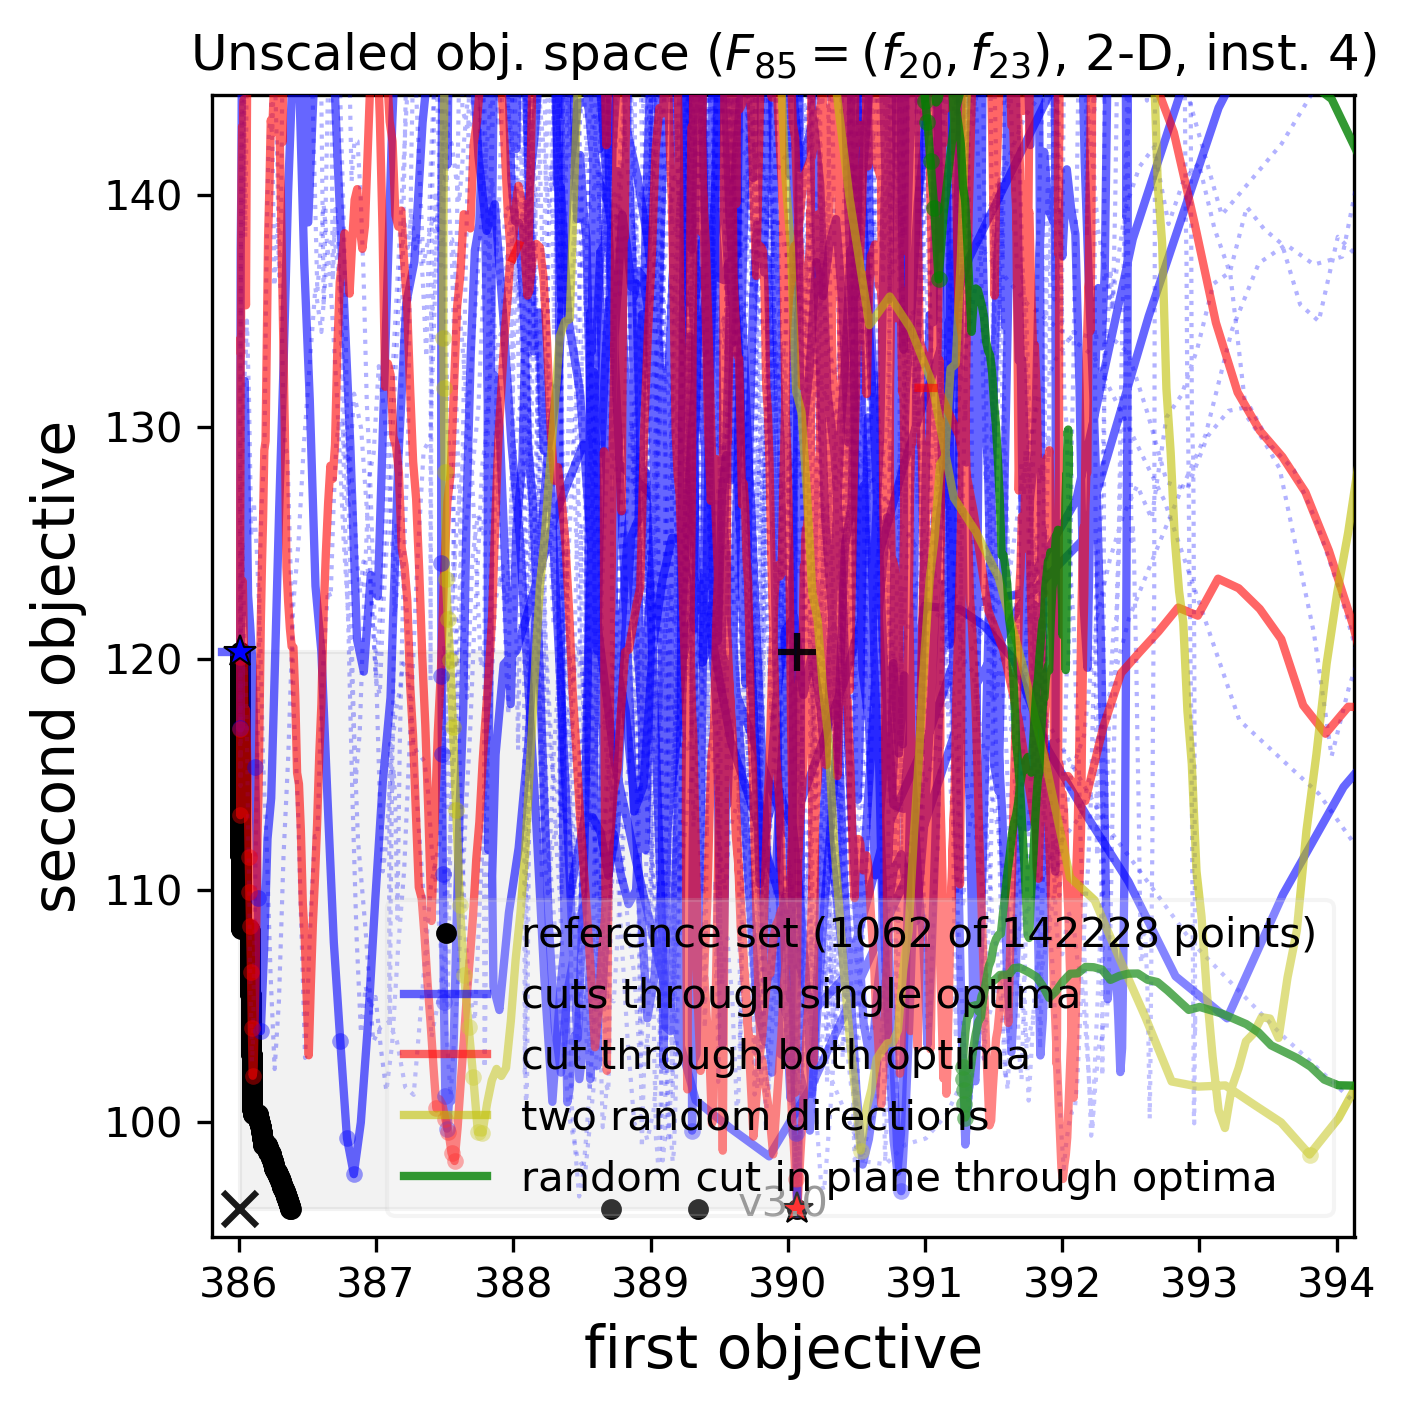 Unscaled obj. space (F₈₅ = (f₂₀, f₂₃), 2-D, inst. 4)
140
130
120
110
100
second objective
reference set (1062 of 142228 points)
cuts through single optima
cut through both optima
two random directions
random cut in plane through optima
v3.0
386 387 388 389 390 391 392 393 394
first objective